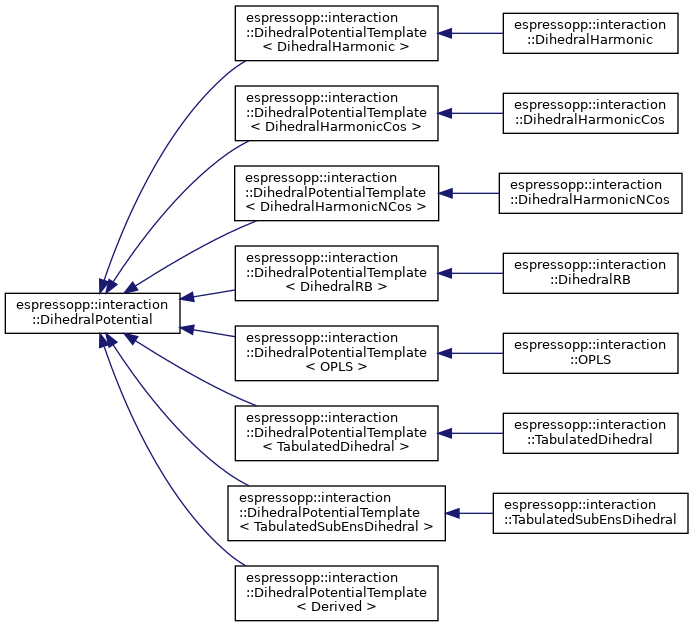 espressopp::interaction
::DihedralPotentialTemplate
< DihedralHarmonic >
espressopp::interaction
::DihedralHarmonic
espressopp::interaction
::DihedralPotentialTemplate
< DihedralHarmonicCos >
espressopp::interaction
::DihedralHarmonicCos
espressopp::interaction
::DihedralPotentialTemplate
< DihedralHarmonicNCos >
espressopp::interaction
::DihedralHarmonicNCos
espressopp::interaction
::DihedralPotentialTemplate
< DihedralRB >
espressopp::interaction
::DihedralRB
espressopp::interaction
::DihedralPotential
espressopp::interaction
::DihedralPotentialTemplate
< OPLS >
espressopp::interaction
::OPLS
espressopp::interaction
::DihedralPotentialTemplate
< TabulatedDihedral >
espressopp::interaction
::TabulatedDihedral
espressopp::interaction
::DihedralPotentialTemplate
< TabulatedSubEnsDihedral >
espressopp::interaction
::TabulatedSubEnsDihedral
espressopp::interaction
::DihedralPotentialTemplate
< Derived >